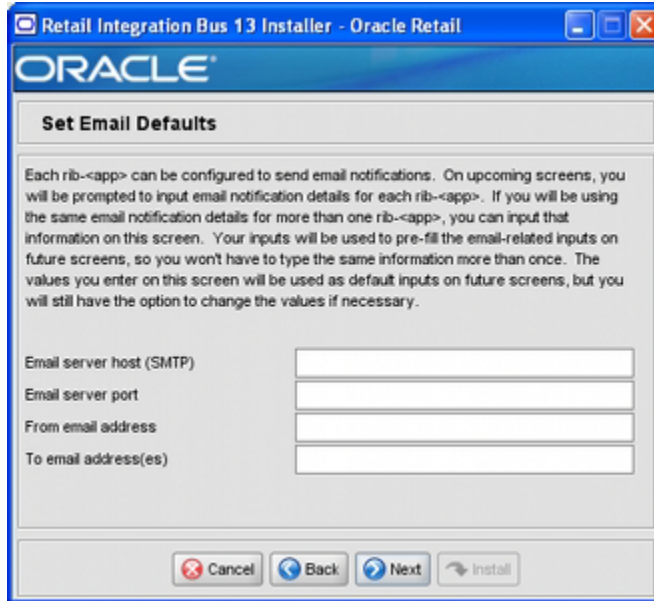 Retail Integration Bus 13 Installer - Oracle Retail
ORACLE®
Set Email Defaults
Each rib-<app> can be configured to send email notifications. On upcoming screens, you
will be prompted to input email notification details for each rib-<app>. If you will be using
the same email notification details for more than one rib-<app>, you can input that
information on this screen. Your inputs will be used to pre-fill the email-related inputs on
future screens, so you won't have to type the same information more than once. The
values you enter on this screen will be used as default inputs on future screens, but you
will still have the option to change the values if necessary.
Email server host (SMTP)
Email server port
From email address
To email address(es)
Cancel Back Next Install